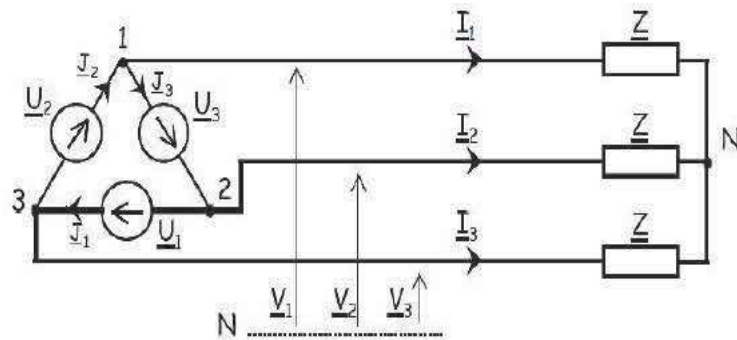 1
I₁
Z
J₂
J₃
U₂
U₃
I₂
Z
N
3
2
J₁
U₁
I₃
Z
V₁
V₂
V₃
N